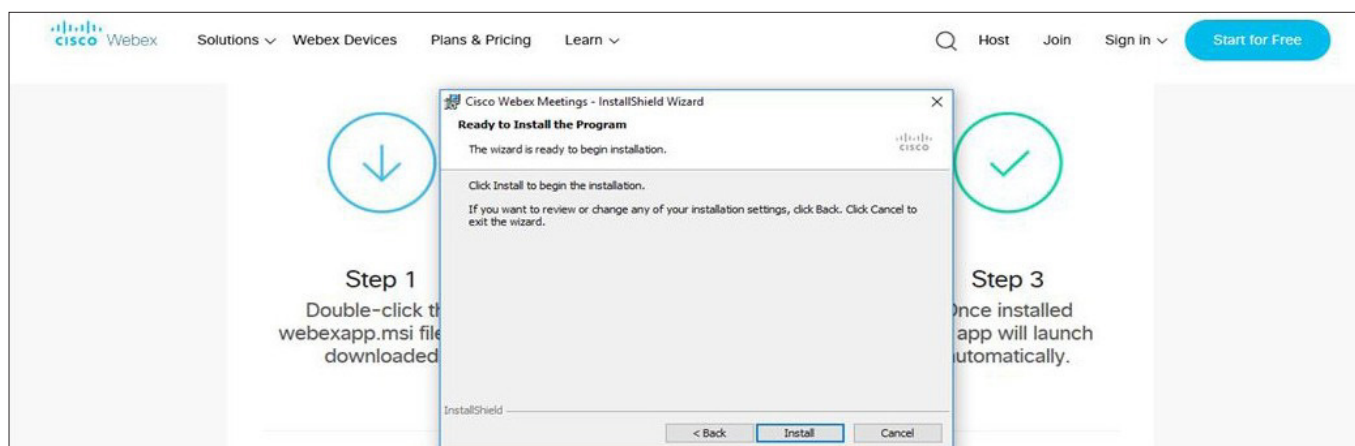 CISCO Webex Solutions Webex Devices Plans & Pricing Learn Host Join Sign in Start for Free
Cisco Webex Meetings - InstallShield Wizard
Ready to Install the Program
The wizard is ready to begin installation.
CISCO
Click Install to begin the installation.
If you want to review or change any of your installation settings, click Back. Click Cancel to
exit the wizard.
InstallShield
< Back Install Cancel
Step 1
Double-click
webexapp.msi
downloaded
Step 3
installed
app will launch
automatically.